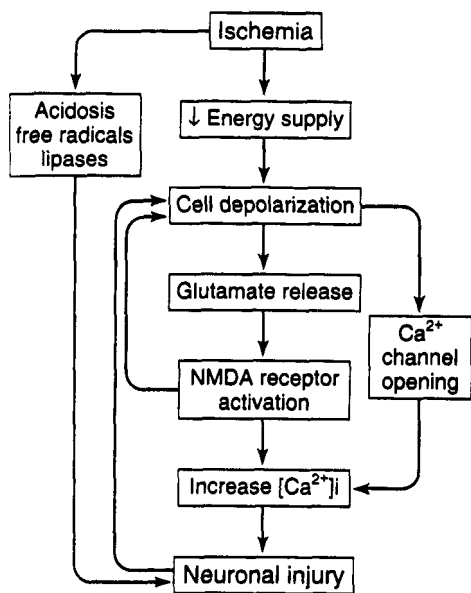 Ischemia
Acidosis
free radicals
lipases
↓ Energy supply
Cell depolarization
Glutamate release
Ca²⁺
channel
opening
NMDA receptor
activation
Increase [Ca²⁺]i
Neuronal injury